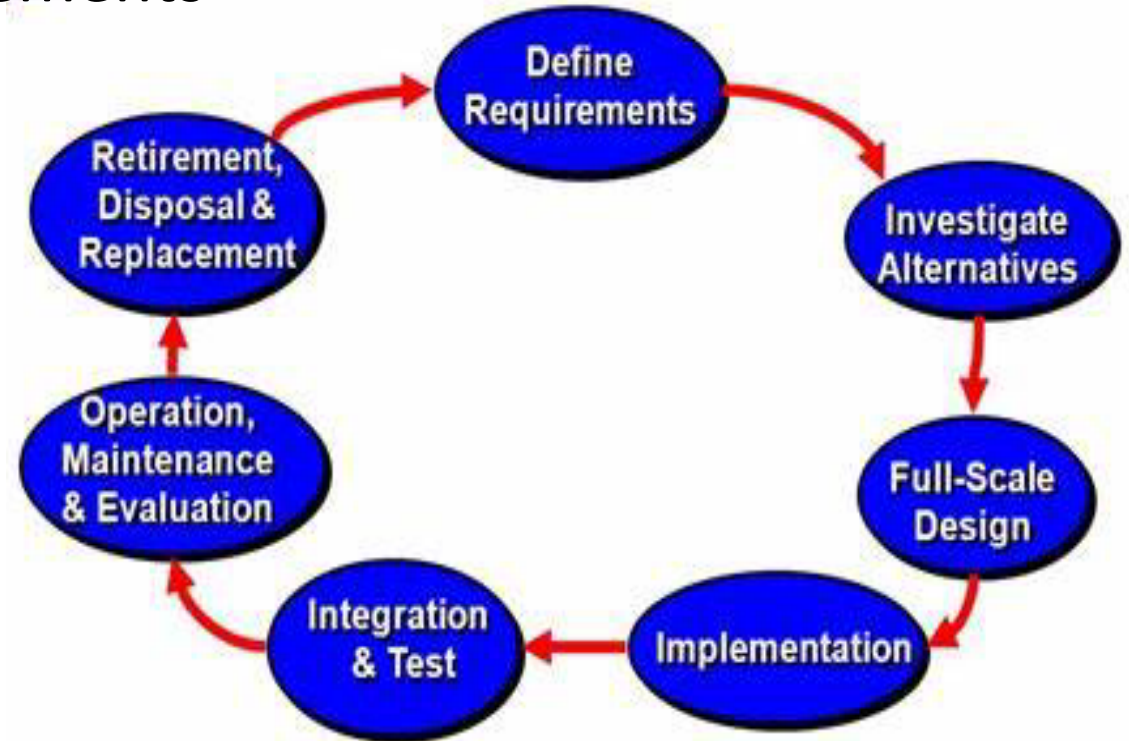 Define
Requirements
Investigate
Alternatives
Full-Scale
Design
Implementation
Integration
& Test
Operation,
Maintenance
& Evaluation
Retirement,
Disposal &
Replacement